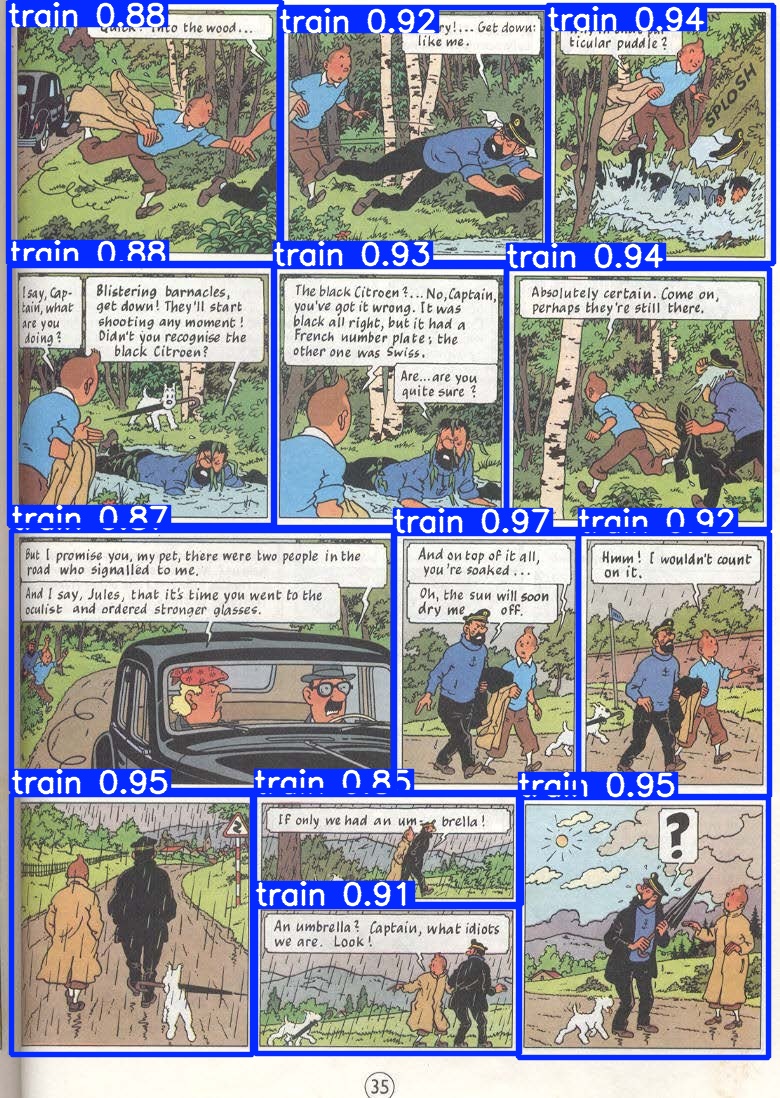 train 0.88
Quick! Into the wood...
train 0.92
Get down:
like me.
train 0.94
ticular puddle?
SPLOSH
train 0.88
I say, Cap-
tain, what
are you
doing?
Blistering barnacles,
get down! They'll start
shooting any moment!
Didn't you recognise the
black Citroen?
train 0.93
The black Citroen?... No, Captain,
you've got it wrong. It was
black all right, but it had a
French number plate; the
other one was Swiss.
Are...are you
quite sure?
train 0.94
Absolutely certain. Come on,
perhaps they're still there.
train 0.87
But I promise you, my pet, there were two people in the
road who signalled to me.
And I say, Jules, that it's time you went to the
oculist and ordered stronger glasses.
train 0.97
And on top of it all,
you're soaked...
Oh, the sun will soon
dry me off.
train 0.92
Hmm! I wouldn't count
on it.
train 0.95
train 0.85
If only we had an um- brella!
train 0.91
An umbrella? Captain, what idiots
we are. Look!
train 0.95
?
35